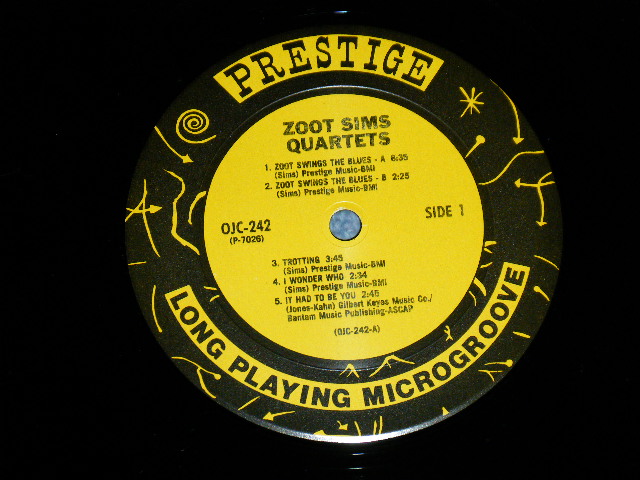 PRESTIGE
ZOOT SIMS
QUARTETS
1. ZOOT SWINGS THE BLUES - A 6:35
(Sims) Prestige Music-BMI
2. ZOOT SWINGS THE BLUES - B 2:25
(Sims) Prestige Music-BMI
OJC-242
(P-7026)
SIDE 1
3. TROTTING 3:45
(Sims) Prestige Music-BMI
4. I WONDER WHO 2:34
(Sims) Prestige Music-BMI
5. IT HAD TO BE YOU 2:45
(Jones-Kahn) Gilbert Keyes Music Co./
Bantam Music Publishing-ASCAP
(OJC-242-A)
LONG PLAYING MICROGROOVE